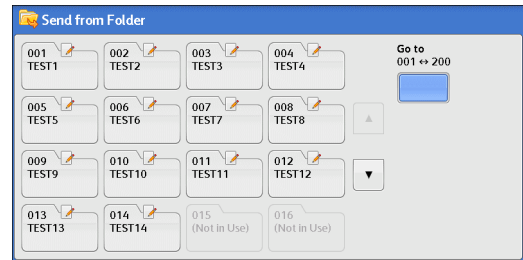 Send from Folder
001
TEST1
002
TEST2
003
TEST3
004
TEST4
Go to
001 ↔ 200
005
TEST5
006
TEST6
007
TEST7
008
TEST8
009
TEST9
010
TEST10
011
TEST11
012
TEST12
013
TEST13
014
TEST14
015
(Not in Use)
016
(Not in Use)